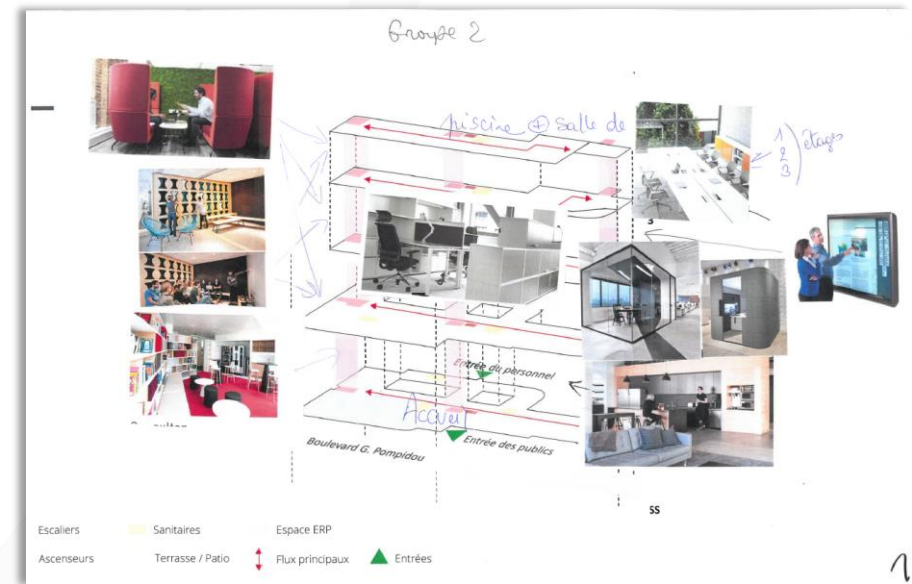 Groupe 2
piscine + salle de
1
2
3
étages
Entrée du personnel
Accueil
Entrée des publics
Boulevard G. Pompidou
SS
Escaliers
Sanitaires
Espace ERP
Ascenseurs
Terrasse / Patio
Flux principaux
Entrées